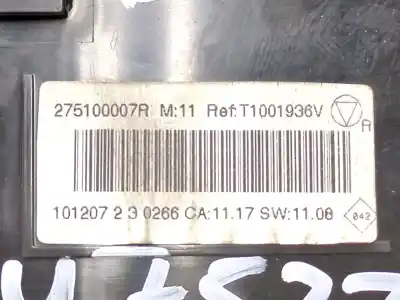 275100007R M:11 Ref:T1001936V
R
101207 2 3 0266 CA:11.17 SW:11.08
042